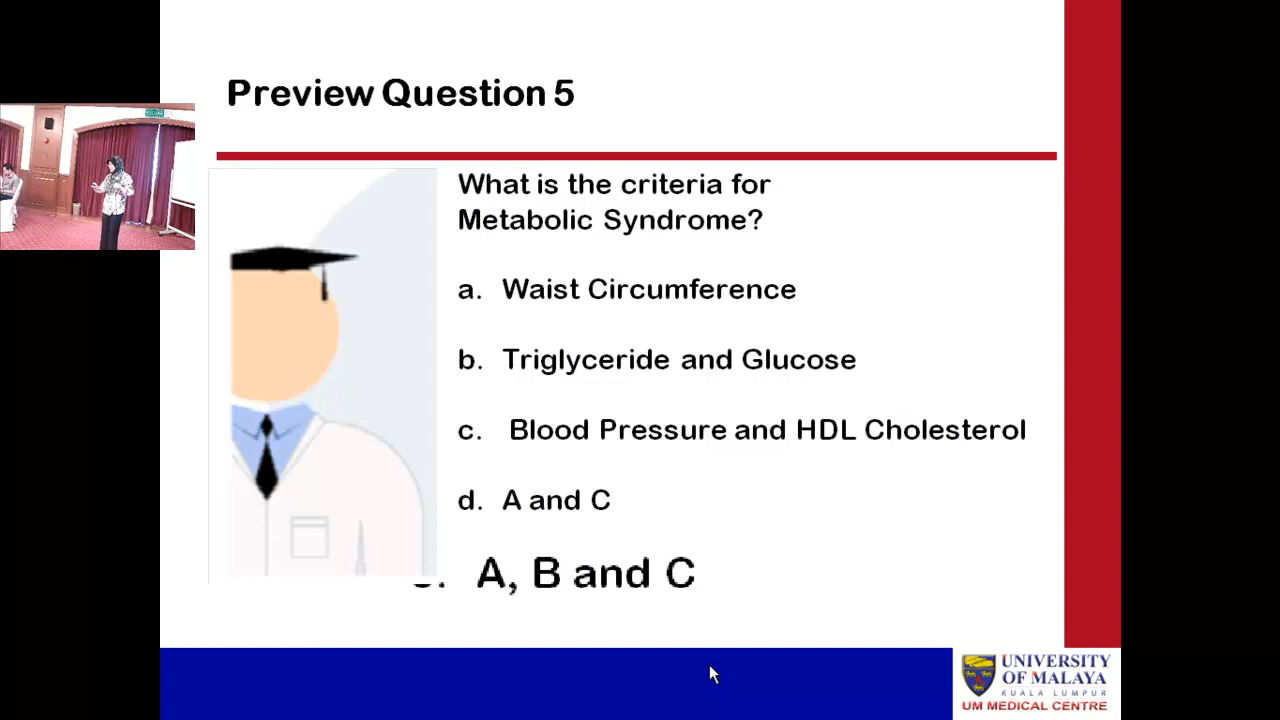 Preview Question 5
What is the criteria for
Metabolic Syndrome?
a. Waist Circumference
b. Triglyceride and Glucose
c. Blood Pressure and HDL Cholesterol
d. A and C
A, B and C
UNIVERSITY
OF MALAYA
KUALA LUMPUR
UM MEDICAL CENTRE